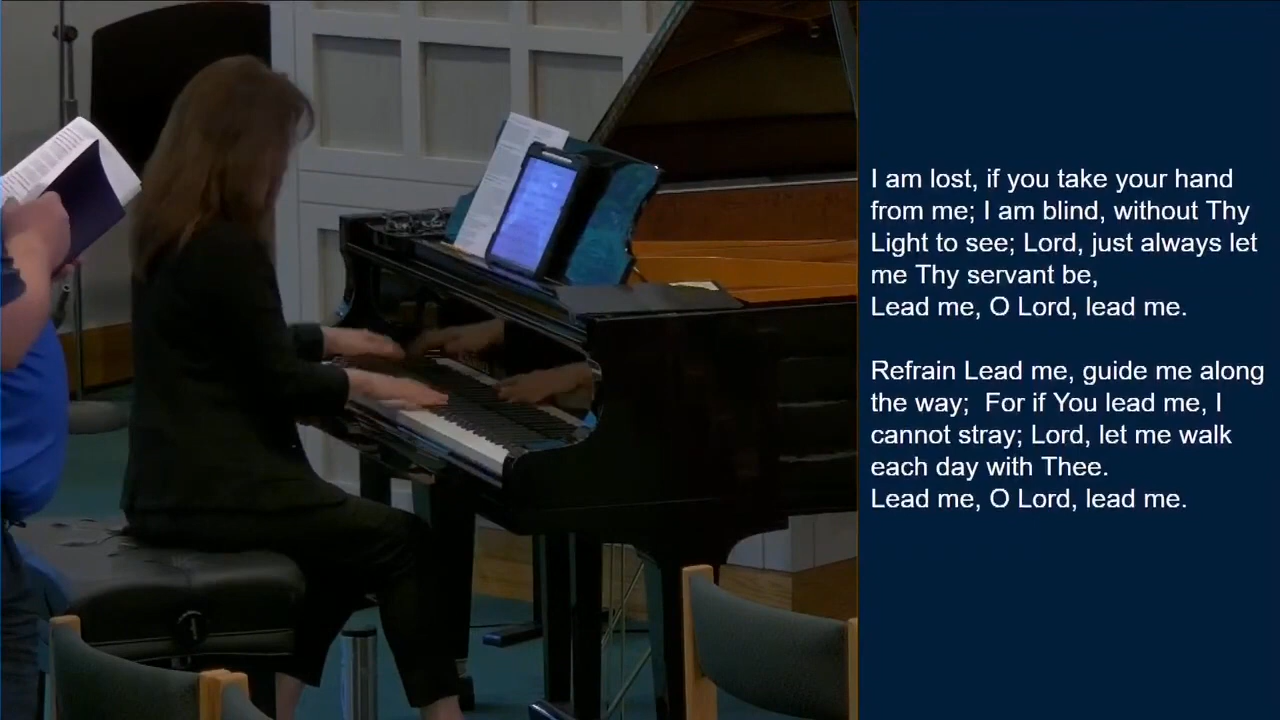 I am lost, if you take your hand
from me; I am blind, without Thy
Light to see; Lord, just always let
me Thy servant be,
Lead me, O Lord, lead me.
Refrain Lead me, guide me along
the way;  For if You lead me, I
cannot stray; Lord, let me walk
each day with Thee.
Lead me, O Lord, lead me.